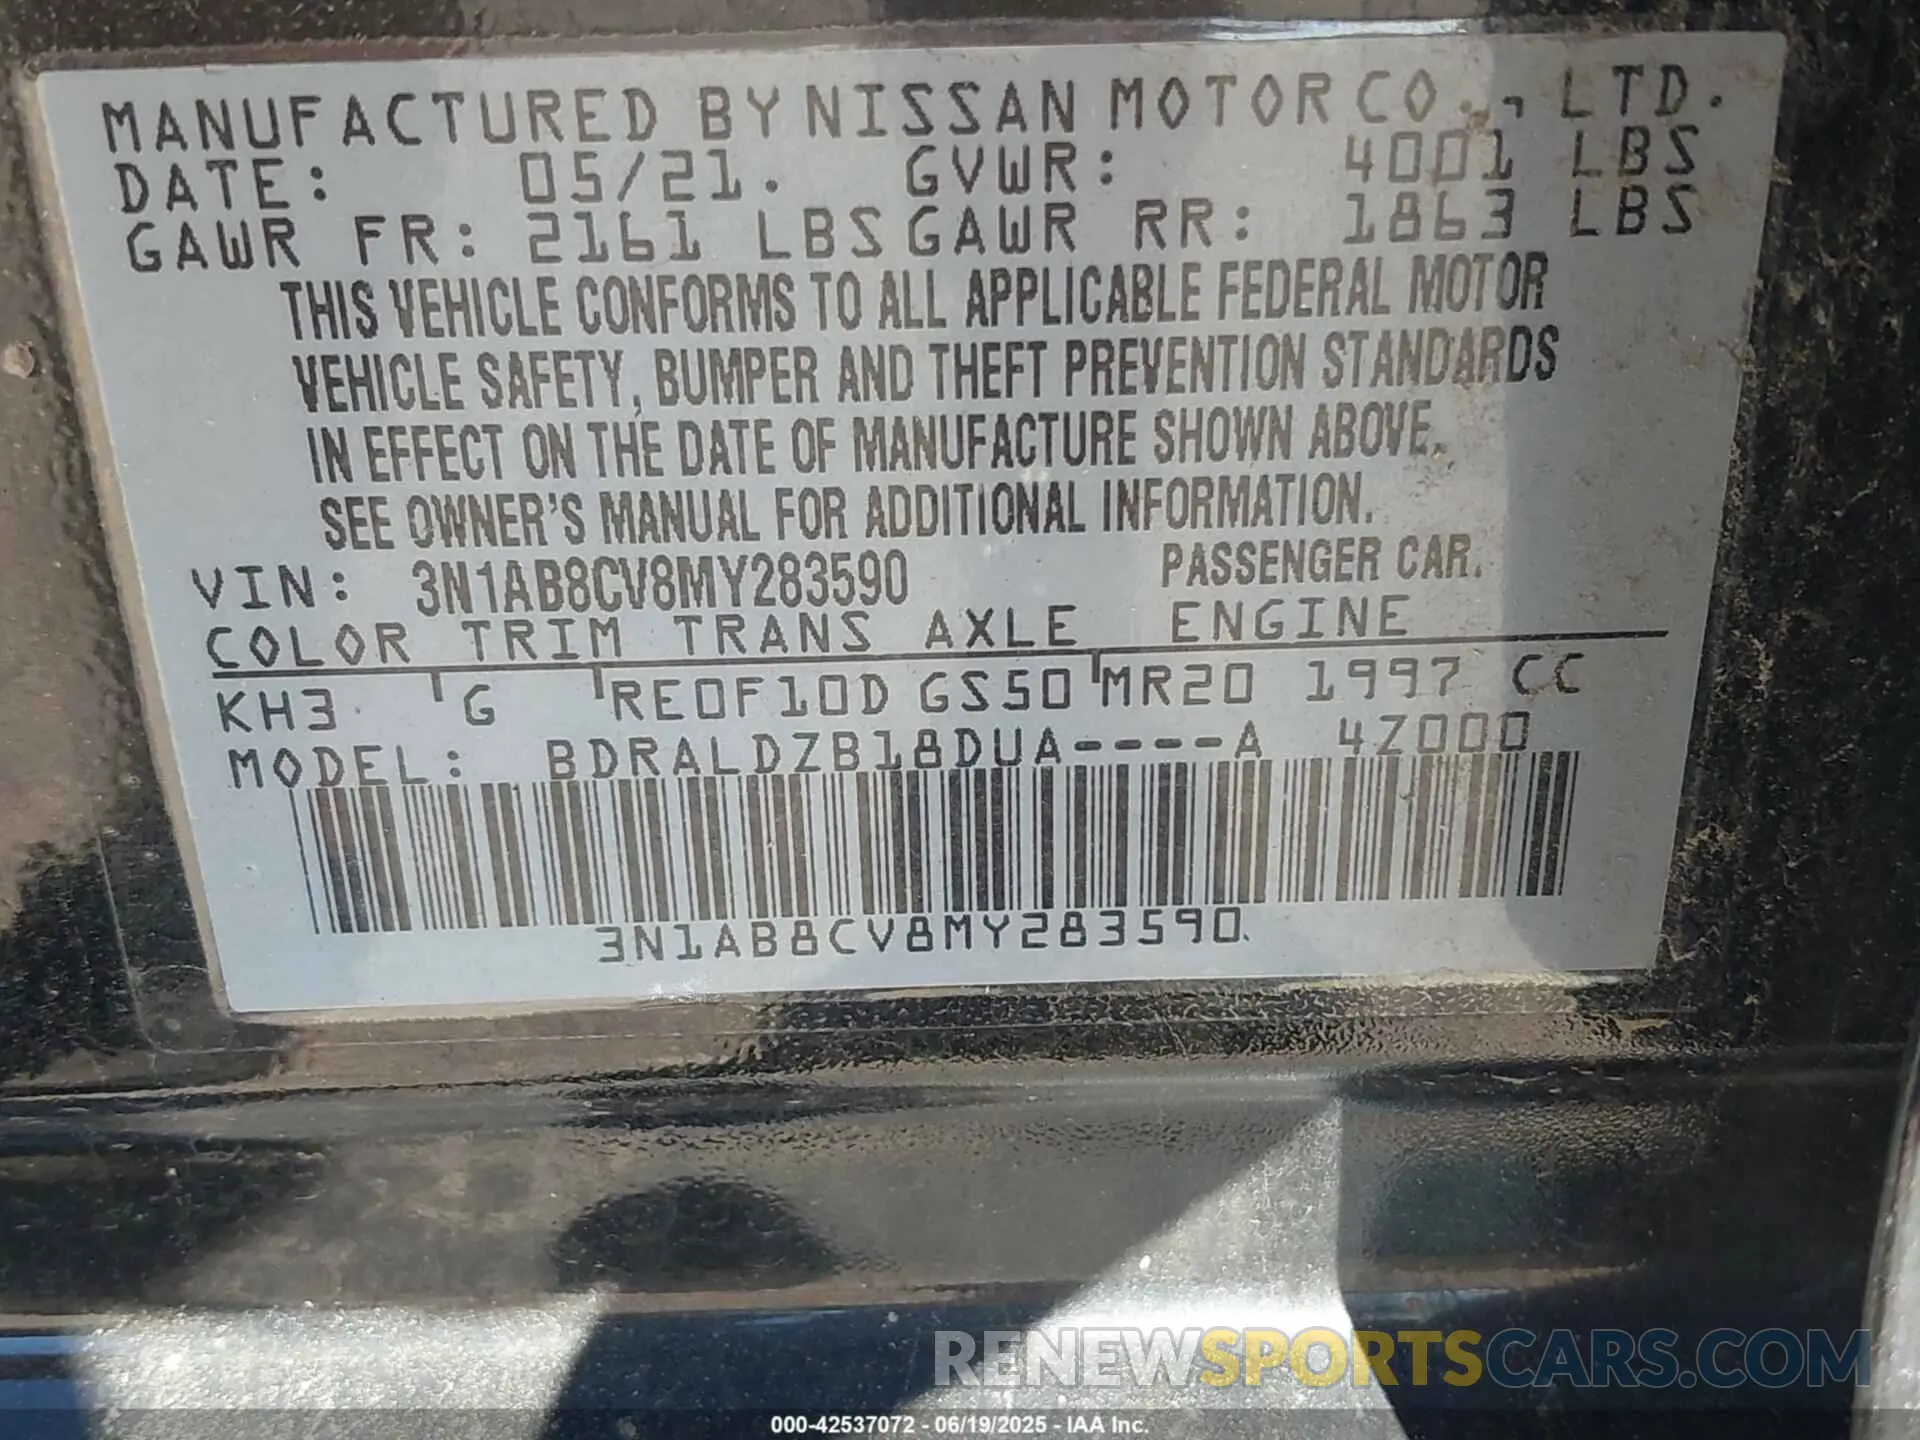 MANUFACTURED BY NISSAN MOTOR CO., LTD.
DATE: 05/21. GVWR: 4001 LBS
GAWR FR: 2161 LBS GAWR RR: 1863 LBS
THIS VEHICLE CONFORMS TO ALL APPLICABLE FEDERAL MOTOR
VEHICLE SAFETY, BUMPER AND THEFT PREVENTION STANDARDS
IN EFFECT ON THE DATE OF MANUFACTURE SHOWN ABOVE.
SEE OWNER'S MANUAL FOR ADDITIONAL INFORMATION.
VIN: 3N1AB8CV8MY283590 PASSENGER CAR.
COLOR TRIM TRANS AXLE ENGINE
KH3 G RE0F10D GS50 MR20 1997 CC
MODEL: BDRALDZB18DUA----A 4Z000
3N1AB8CV8MY283590.
RENEWSPORTSCARS.COM
000-42537072 - 06/19/2025 - IAA Inc.